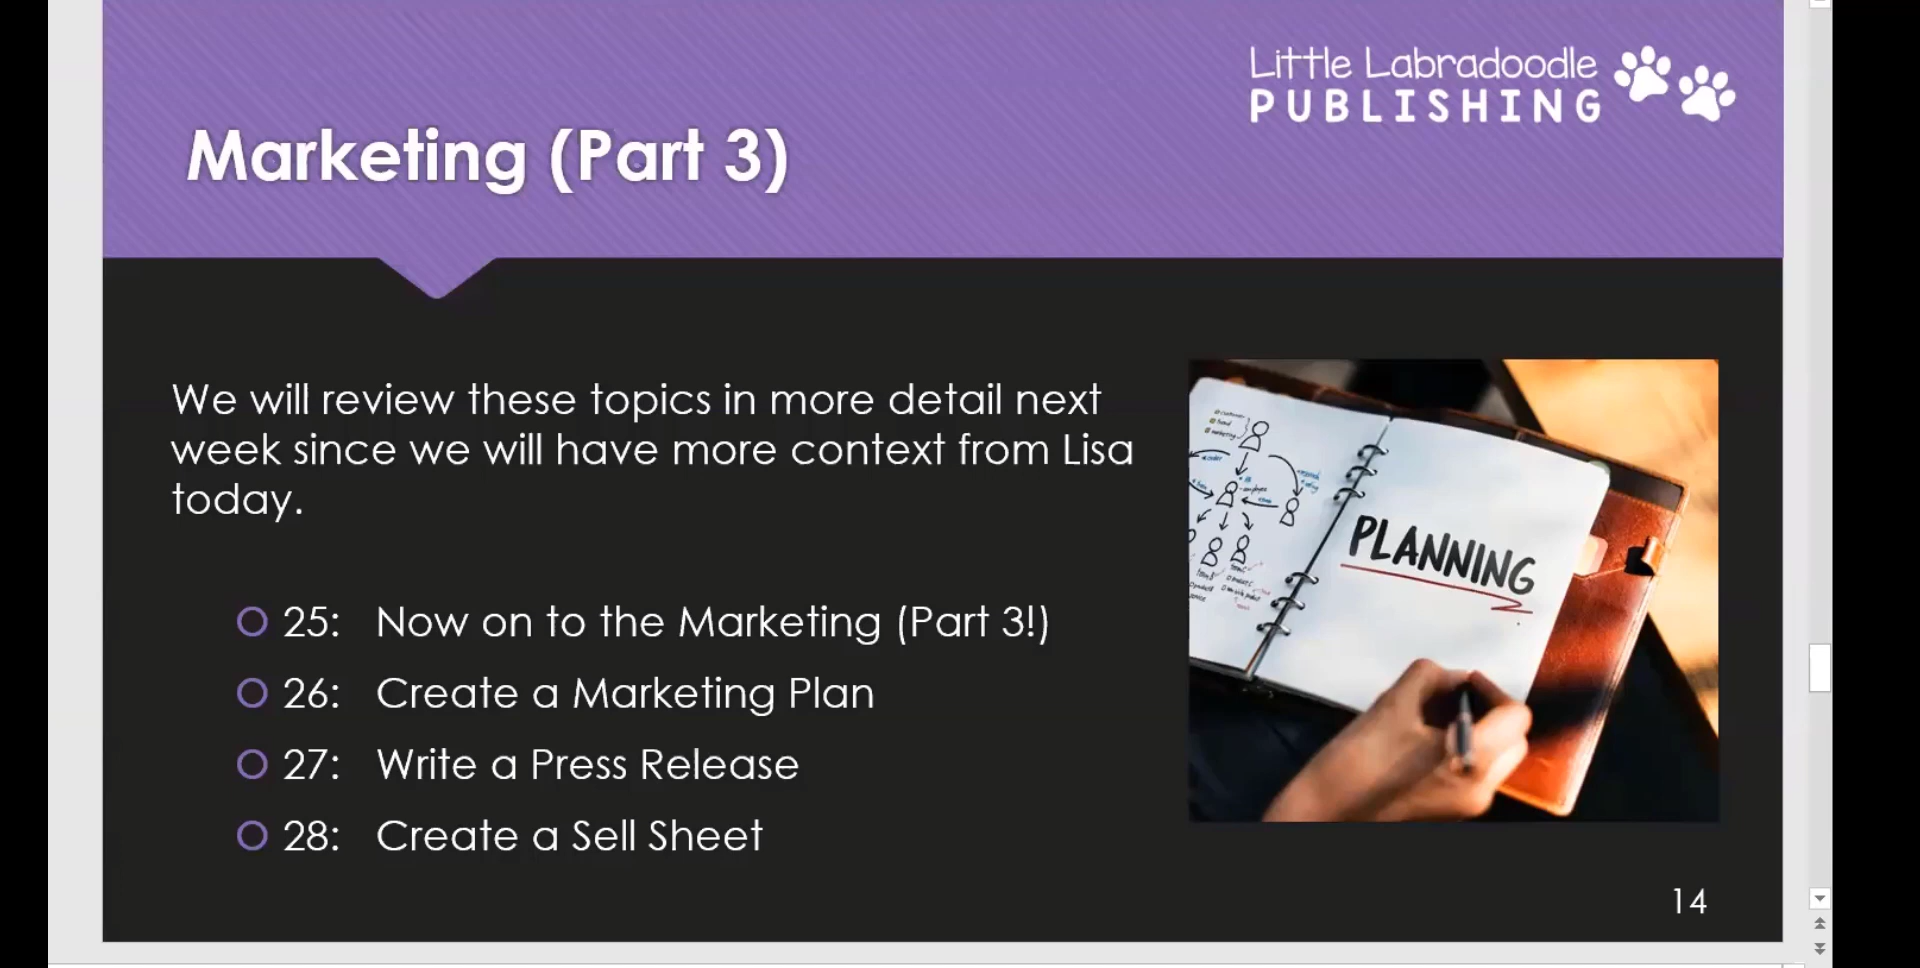 Little Labradoodle
PUBLISHING
Marketing (Part 3)
We will review these topics in more detail next
week since we will have more context from Lisa
today.
25: Now on to the Marketing (Part 3!)
26: Create a Marketing Plan
27: Write a Press Release
28: Create a Sell Sheet
PLANNING
14